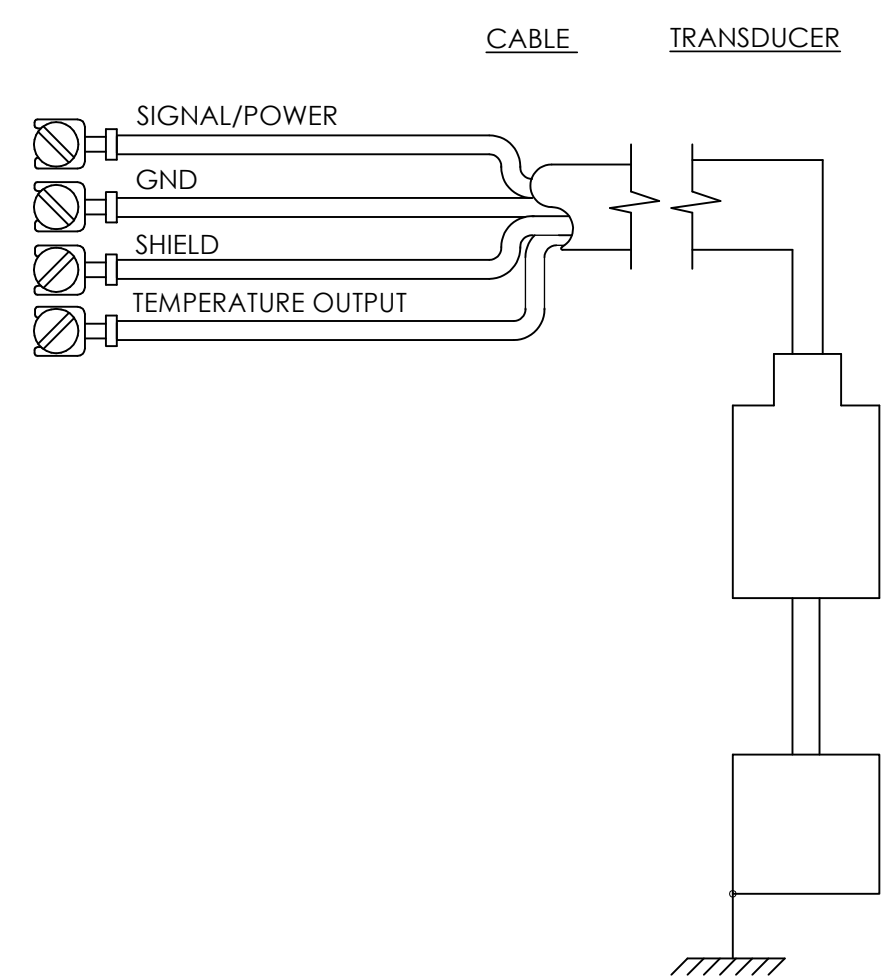 CABLE
TRANSDUCER
SIGNAL/POWER
GND
SHIELD
TEMPERATURE OUTPUT